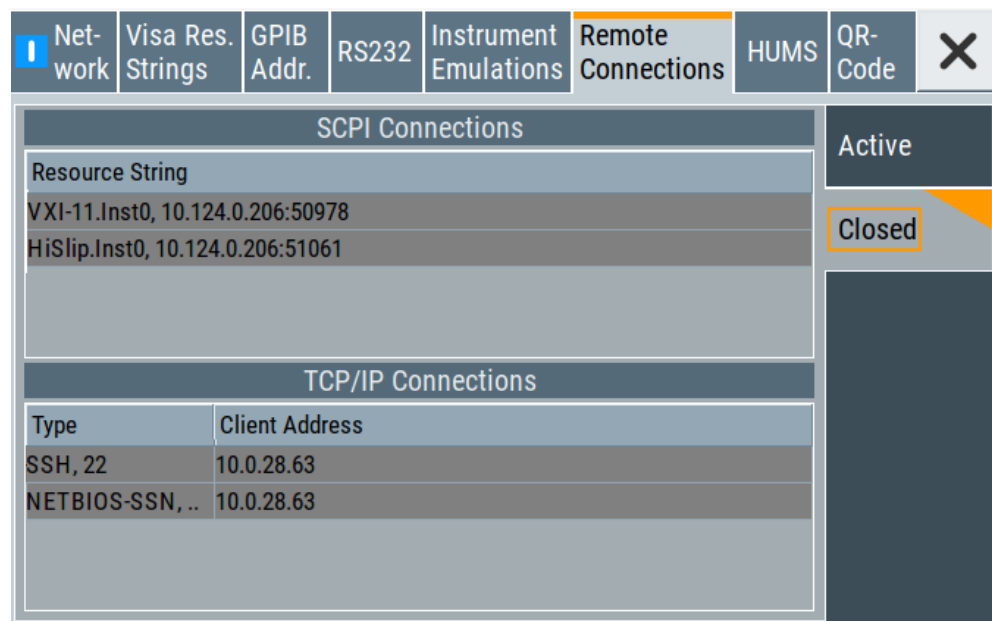 Net-
work
Visa Res.
Strings
GPIB
Addr.
RS232
Instrument
Emulations
Remote
Connections
HUMS
QR-
Code
SCPI Connections
Resource String
VXI-11.Inst0, 10.124.0.206:50978
HiSlip.Inst0, 10.124.0.206:51061
TCP/IP Connections
Type Client Address
SSH, 22 10.0.28.63
NETBIOS-SSN, .. 10.0.28.63
Active
Closed